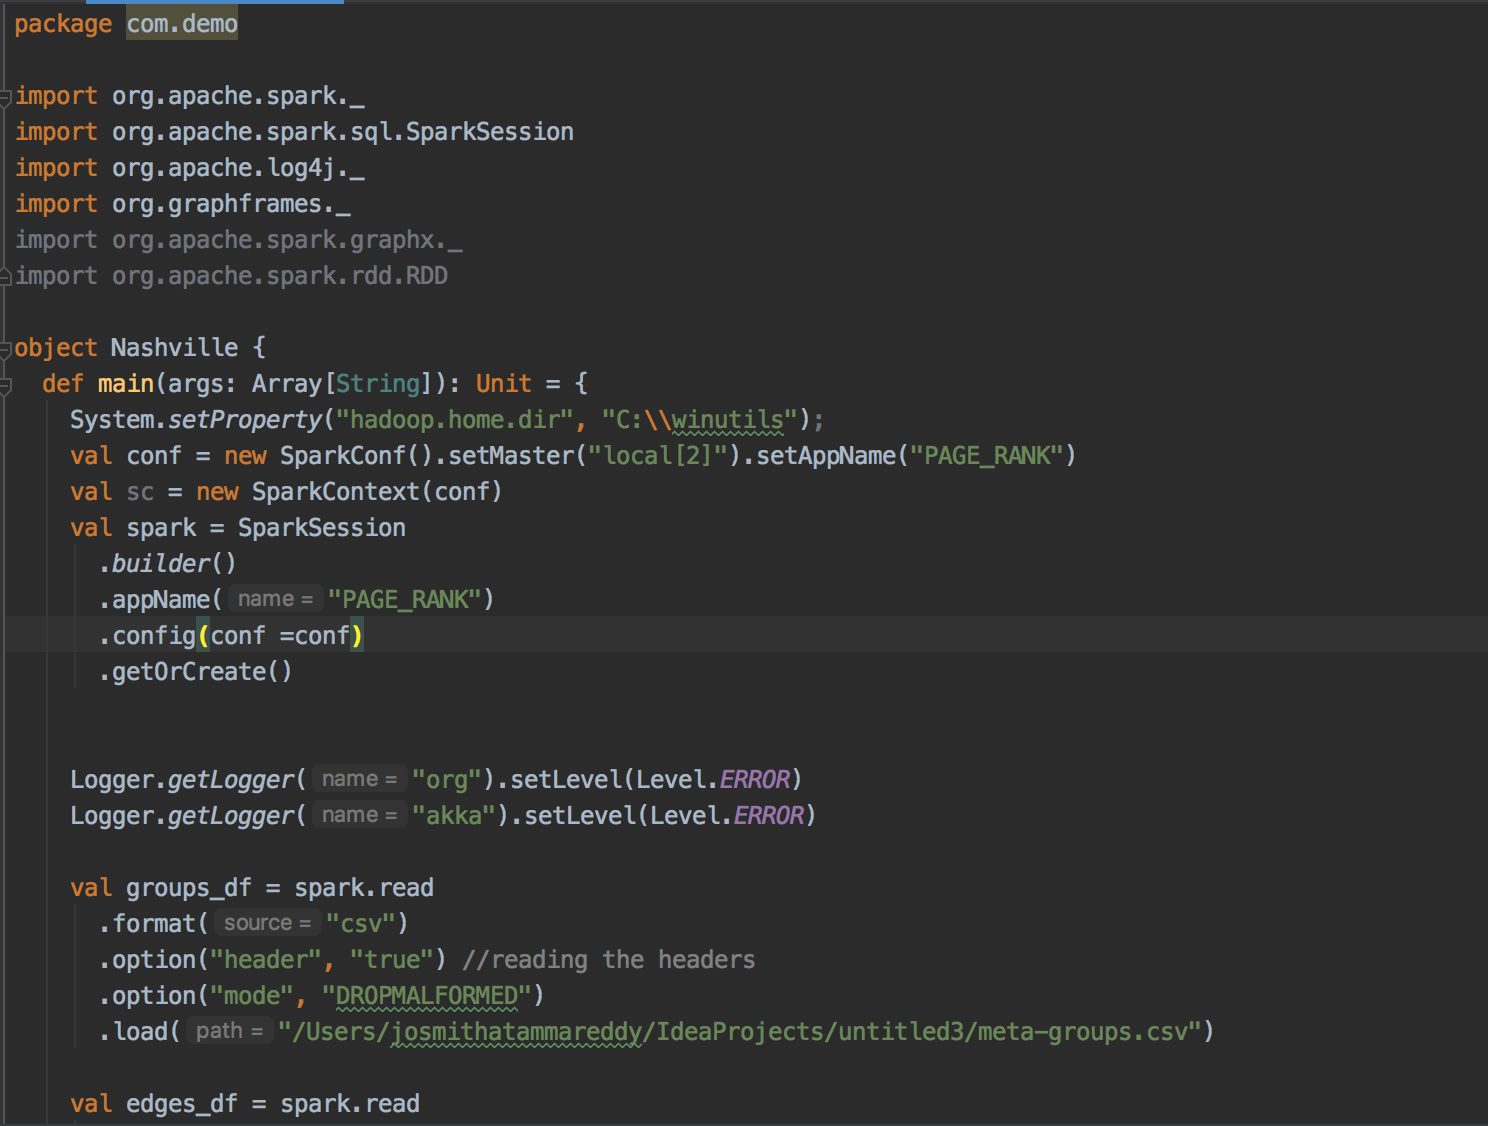 package com.demo
import org.apache.spark._
import org.apache.spark.sql.SparkSession
import org.apache.log4j._
import org.graphframes._
import org.apache.spark.graphx._
import org.apache.spark.rdd.RDD
object Nashville {
def main(args: Array[String]): Unit = {
System.setProperty("hadoop.home.dir", "C:\\winutils");
val conf = new SparkConf().setMaster("local[2]").setAppName("PAGE_RANK")
val sc = new SparkContext(conf)
val spark = SparkSession
.builder()
.appName( name = "PAGE_RANK")
.config(conf =conf)
.getOrCreate()
Logger.getLogger( name = "org").setLevel(Level.ERROR)
Logger.getLogger( name = "akka").setLevel(Level.ERROR)
val groups_df = spark.read
.format( source = "csv")
.option("header", "true") //reading the headers
.option("mode", "DROPMALFORMED")
.load( path = "/Users/josmithatammareddy/IdeaProjects/untitled3/meta-groups.csv")
val edges_df = spark.read